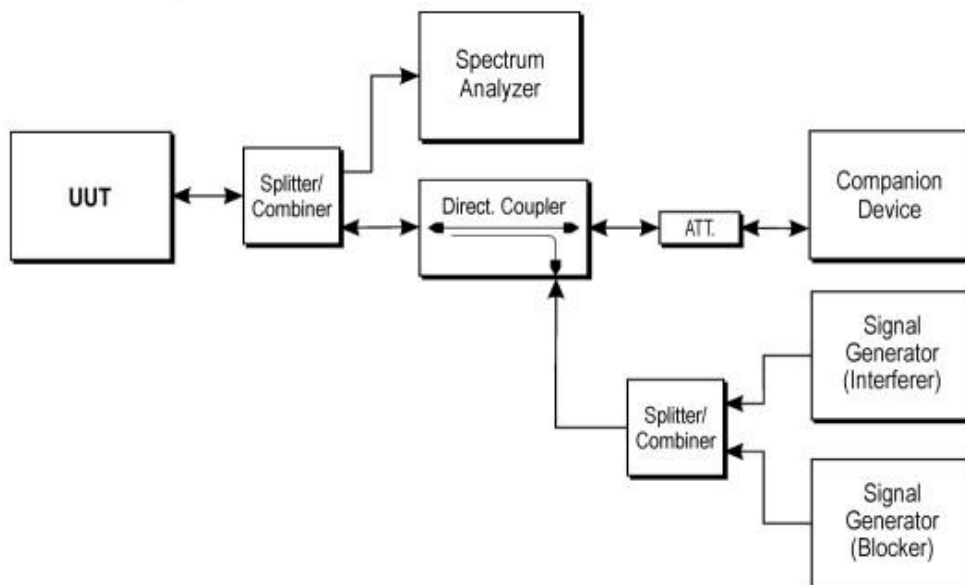 Spectrum
Analyzer
UUT
Splitter/
Combiner
Direct. Coupler
ATT.
Companion
Device
Signal
Generator
(Interferer)
Splitter/
Combiner
Signal
Generator
(Blocker)